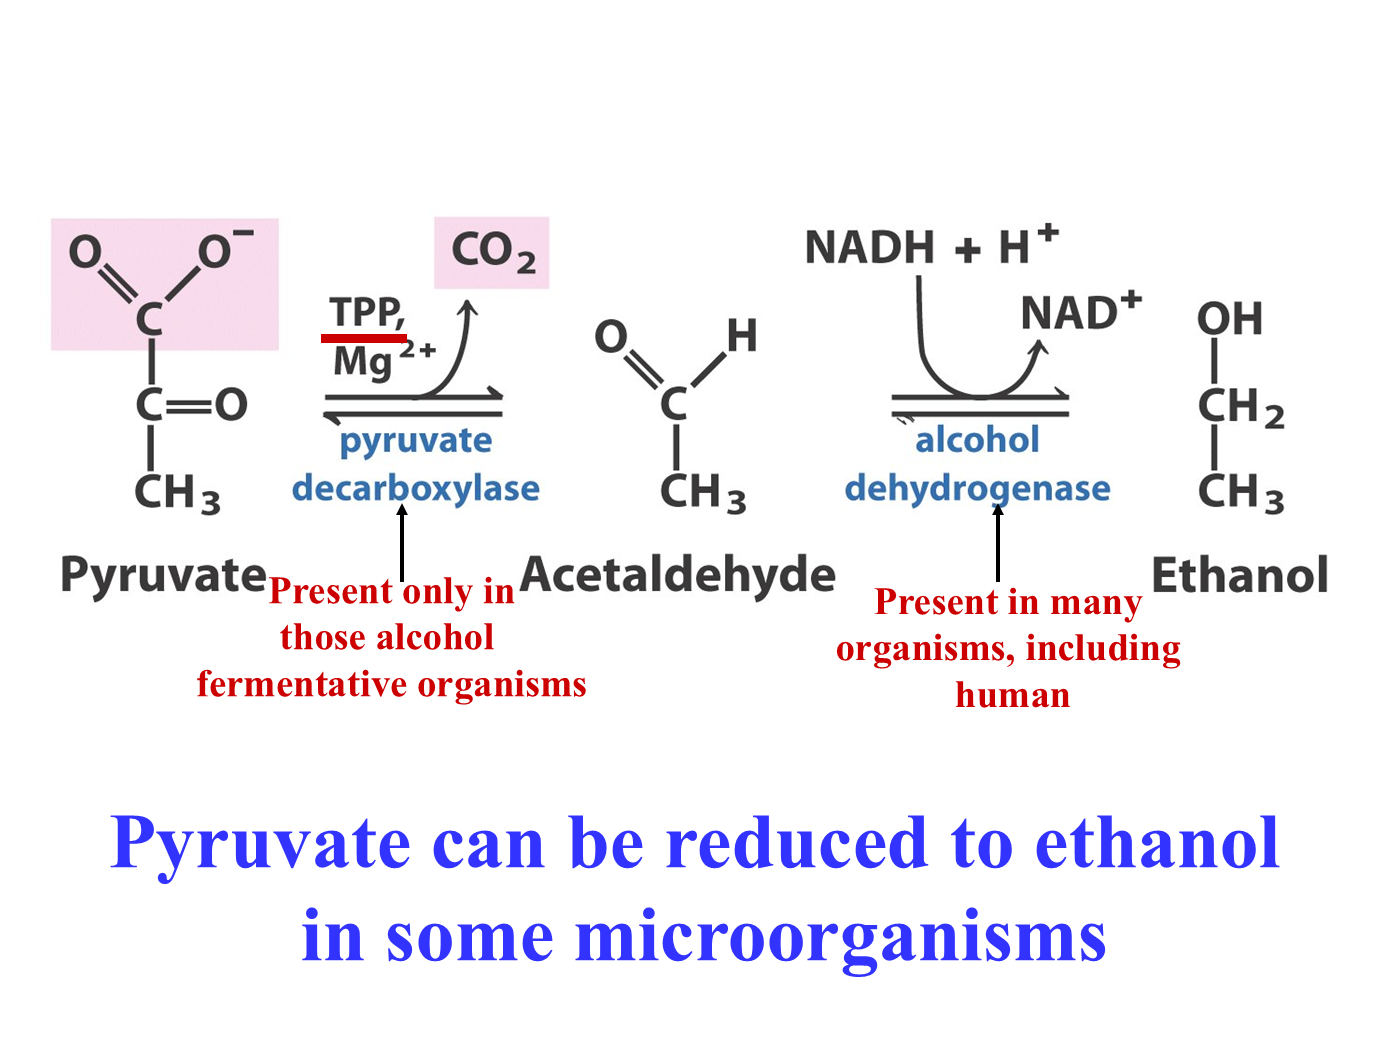 O O⁻
C
C=O
CH₃
Pyruvate
TPP,
Mg²⁺
CO₂
pyruvate
decarboxylase
Present only in
those alcohol
fermentative organisms
O H
C
CH₃
Acetaldehyde
NADH + H⁺
NAD⁺
alcohol
dehydrogenase
Present in many
organisms, including
human
OH
CH₂
CH₃
Ethanol
Pyruvate can be reduced to ethanol
in some microorganisms